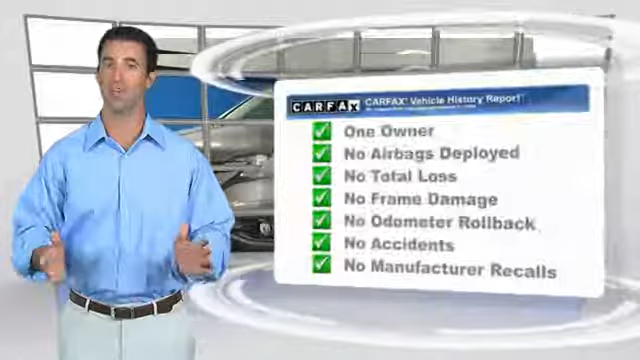 CARFAX CARFAX Vehicle History Report
One Owner
No Airbags Deployed
No Total Loss
No Frame Damage
No Odometer Rollback
No Accidents
No Manufacturer Recalls